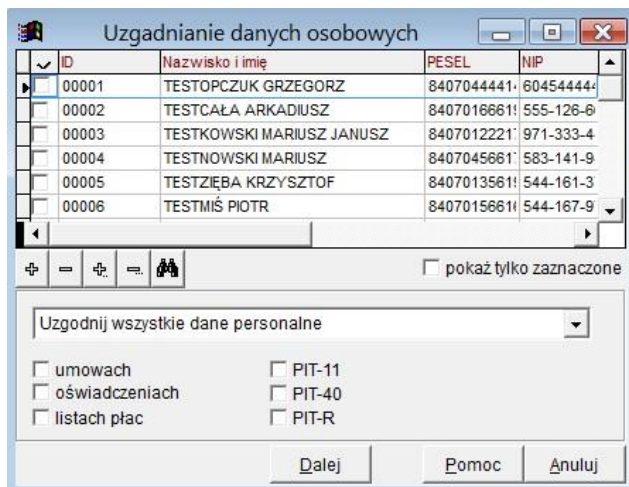 Uzgadnianie danych osobowych
ID Nazwisko i imię PESEL NIP
00001 TESTOPCZUK GRZEGORZ
00002 TESTCAŁA ARKADIUSZ 555-126-6
00003 TESTKOWSKI MARIUSZ JANUSZ 971-333-4
00004 TESTNOWSKI MARIUSZ 583-141-9
00005 TESTZIĘBA KRZYSZTOF 544-161-3
00006 TESTMIŚ PIOTR 544-167-9
pokaż tylko zaznaczone
Uzgodnij wszystkie dane personalne
umowach PIT-11
oświadczeniach PIT-40
listach płac PIT-R
Dalej Pomoc Anuluj